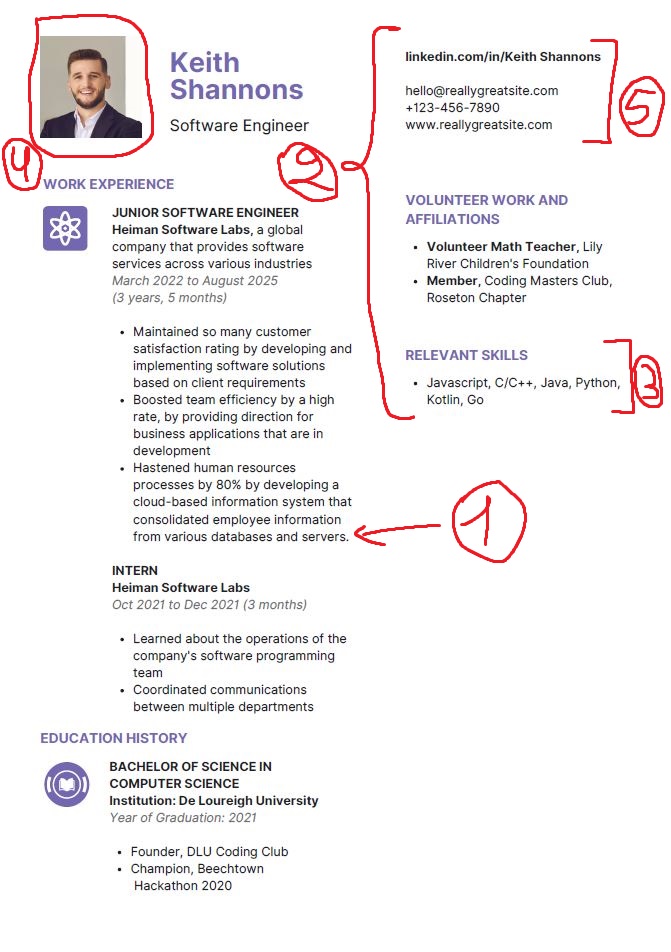 Keith
Shannons
Software Engineer
4
WORK EXPERIENCE
JUNIOR SOFTWARE ENGINEER
Heiman Software Labs, a global
company that provides software
services across various industries
March 2022 to August 2025
(3 years, 5 months)
• Maintained so many customer
satisfaction rating by developing and
implementing software solutions
based on client requirements
• Boosted team efficiency by a high
rate, by providing direction for
business applications that are in
development
• Hastened human resources
processes by 80% by developing a
cloud-based information system that
consolidated employee information
from various databases and servers.
1
INTERN
Heiman Software Labs
Oct 2021 to Dec 2021 (3 months)
• Learned about the operations of the
company's software programming
team
• Coordinated communications
between multiple departments
EDUCATION HISTORY
BACHELOR OF SCIENCE IN
COMPUTER SCIENCE
Institution: De Loureigh University
Year of Graduation: 2021
• Founder, DLU Coding Club
• Champion, Beechtown
Hackathon 2020
2
linkedin.com/in/Keith Shannons
hello@reallygreatsite.com
+123-456-7890
www.reallygreatsite.com
5
VOLUNTEER WORK AND
AFFILIATIONS
• Volunteer Math Teacher, Lily
River Children's Foundation
• Member, Coding Masters Club,
Roseton Chapter
RELEVANT SKILLS
• Javascript, C/C++, Java, Python,
Kotlin, Go
3